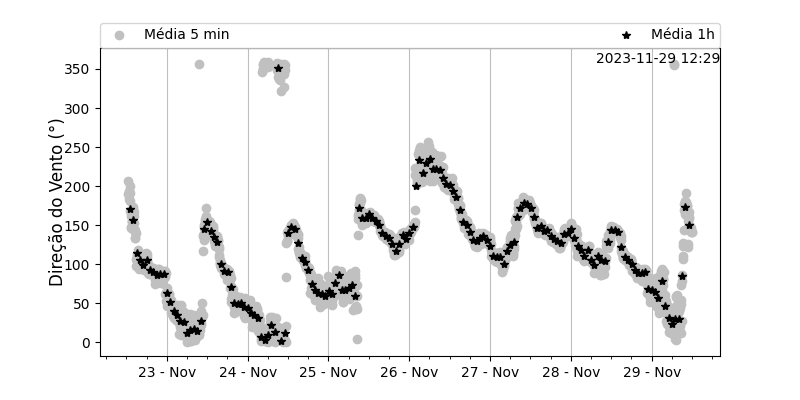 Média 5 min
Média 1h
2023-11-29 12:29
Direção do Vento (°)
350
300
250
200
150
100
50
0
23 - Nov
24 - Nov
25 - Nov
26 - Nov
27 - Nov
28 - Nov
29 - Nov